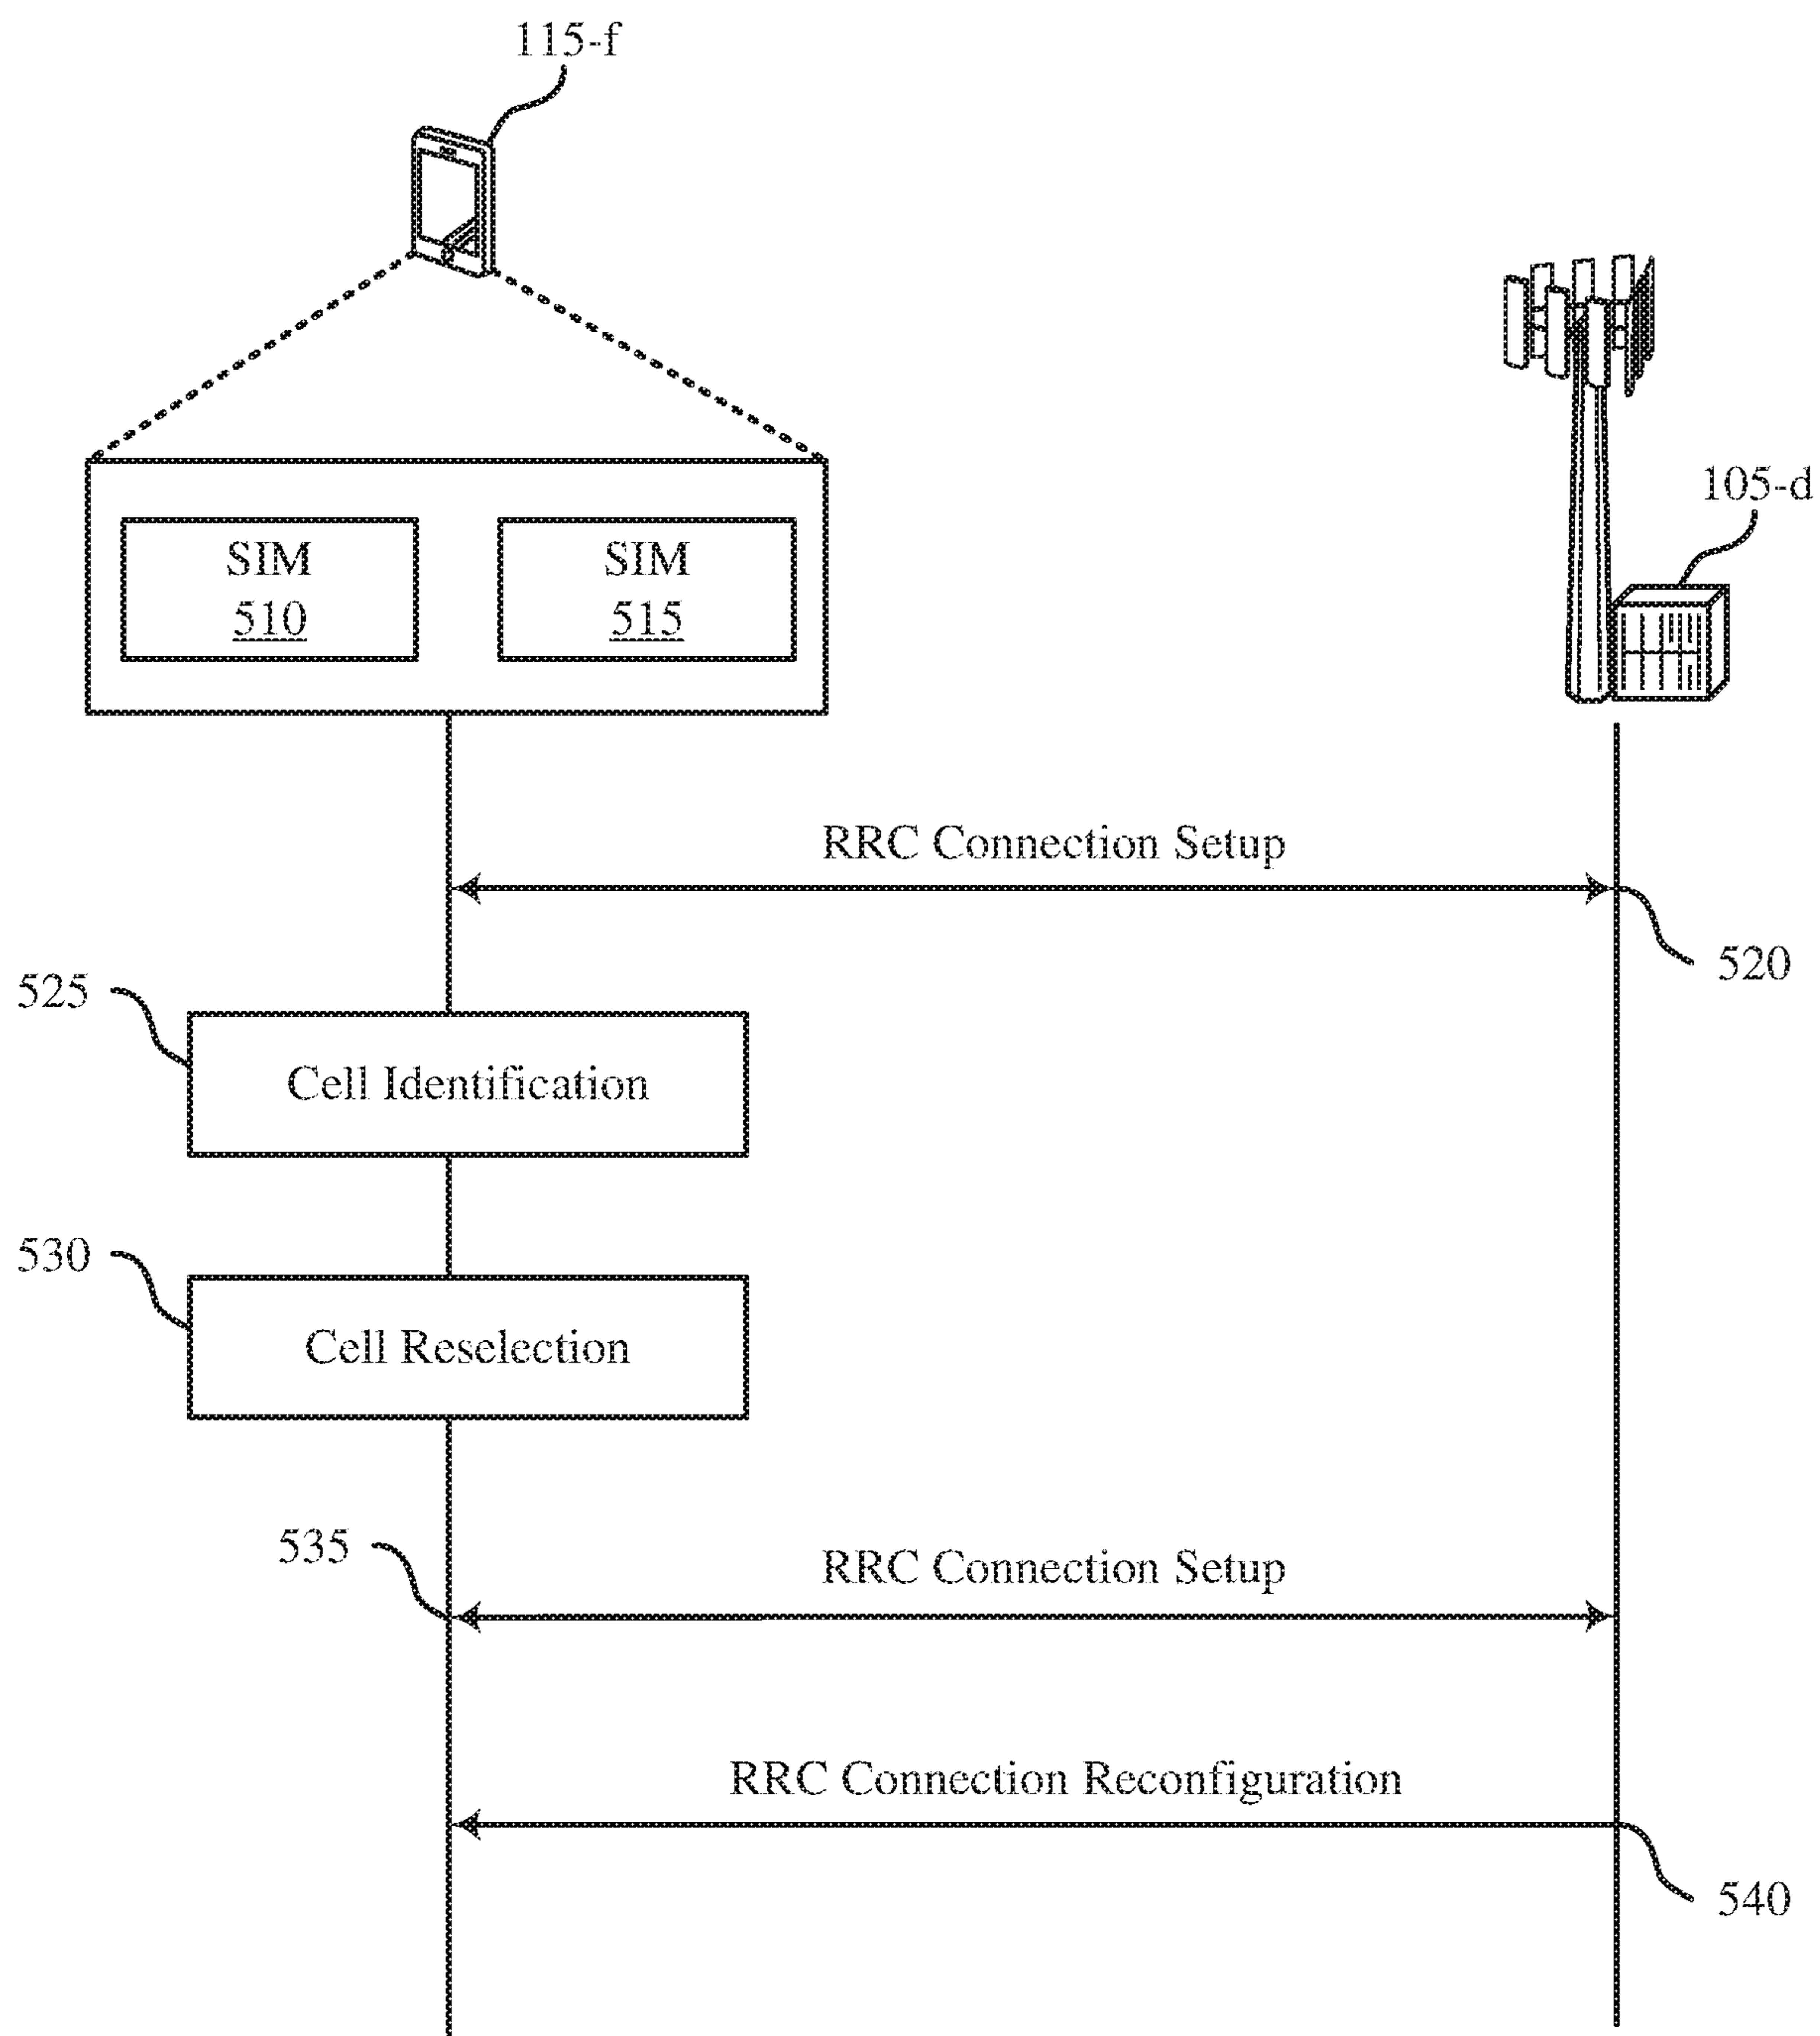 115-f
105-d
SIM
510
SIM
515
RRC Connection Setup
520
525
Cell Identification
530
Cell Reselection
535
RRC Connection Setup
RRC Connection Reconfiguration
540